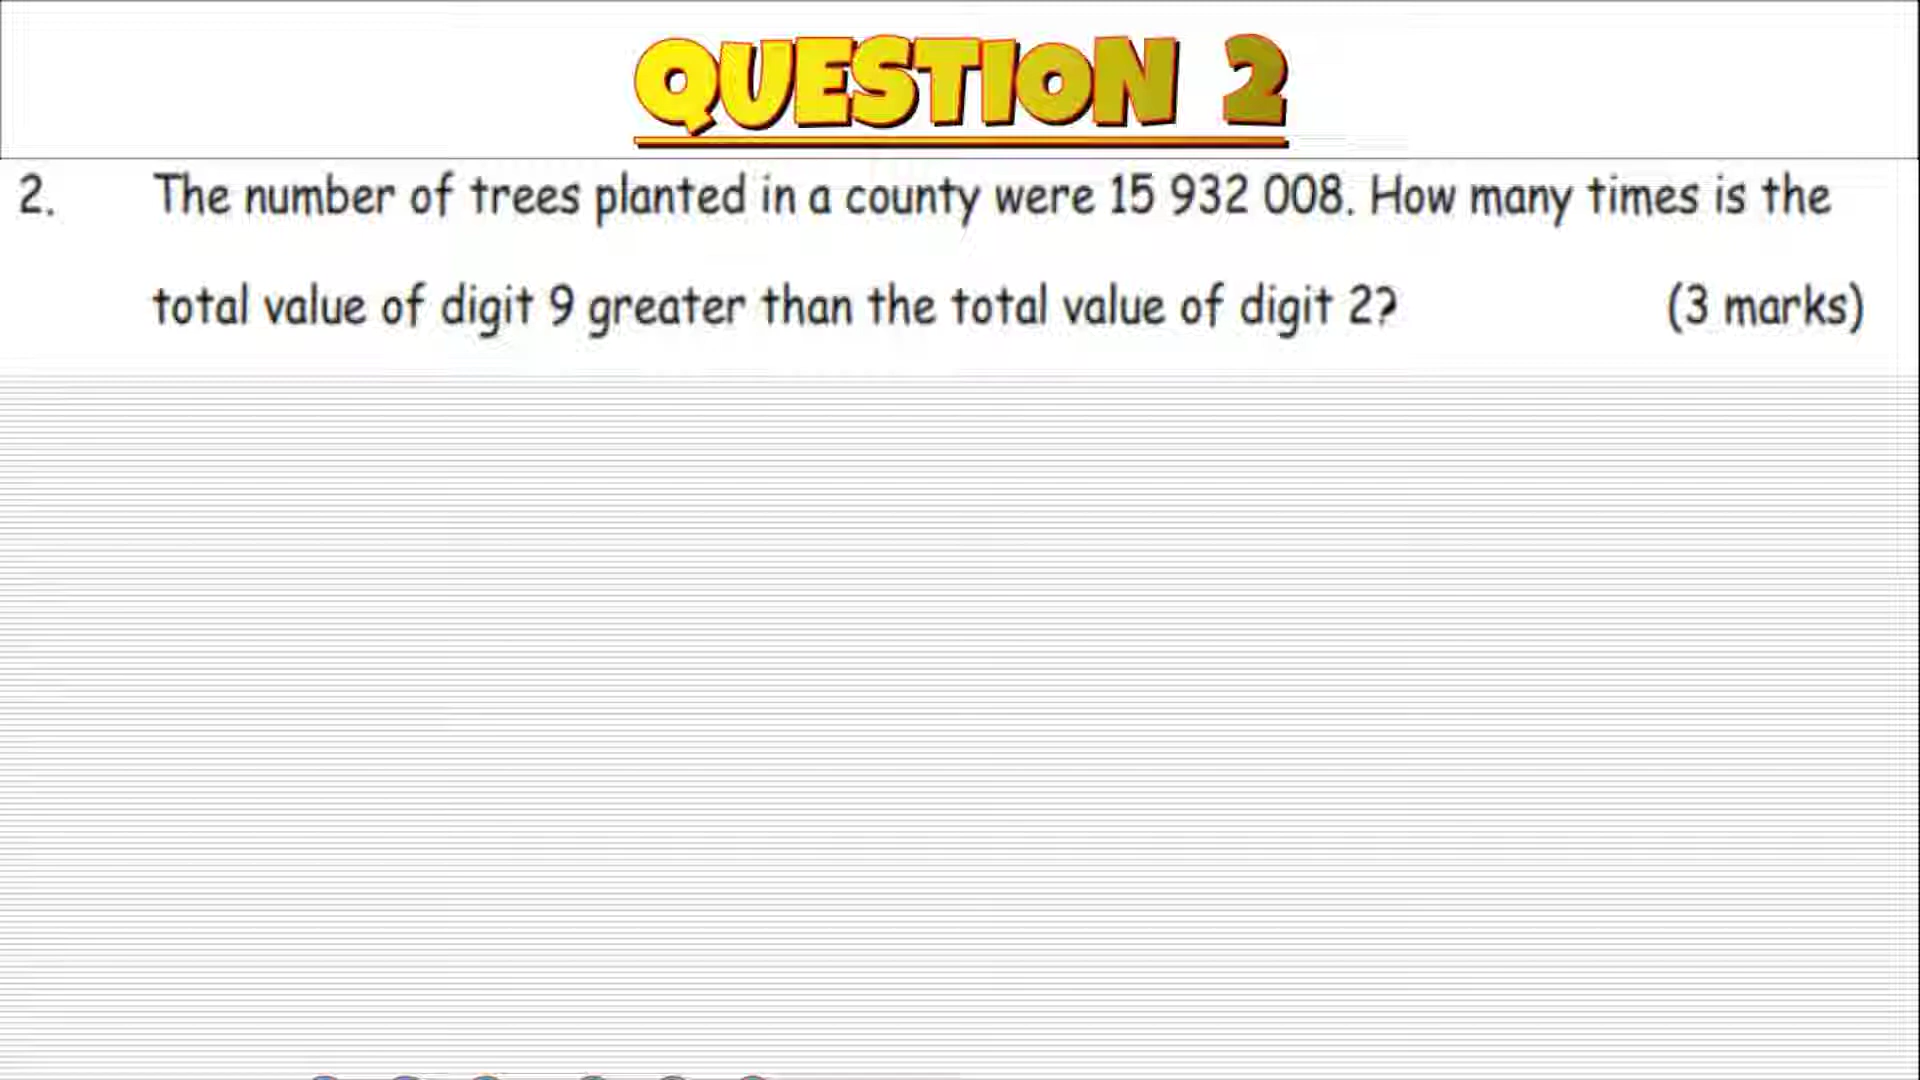 QUESTION 2
2. The number of trees planted in a county were 15 932 008. How many times is the
total value of digit 9 greater than the total value of digit 2? (3 marks)